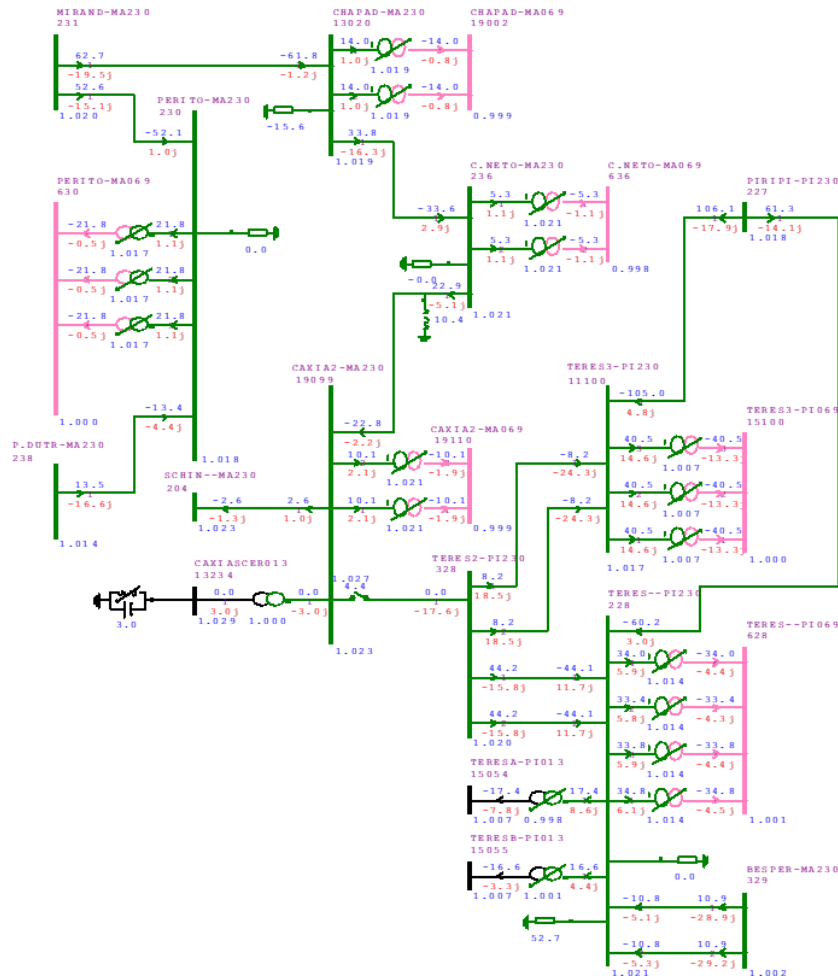 MIRAND-MA230
231
CHAPAD-MA230
13020
CHAPAD-MA069
19002
62.7
-19.5j
-61.8
-1.2j
14.0
1.0j
1.019
-14.0
-0.8j
52.6
-15.1j
14.0
1.0j
1.019
-14.0
-0.8j
1.020
-15.6
0.999
PERITO-MA230
230
-52.1
1.0j
33.8
-16.3j
1.019
PERITO-MA069
630
C.NETO-MA230
236
C.NETO-MA069
636
PIRIPI-PI230
227
-21.8
-0.5j
21.8
1.1j
1.017
-21.8
-0.5j
21.8
1.1j
1.017
-21.8
-0.5j
21.8
1.1j
1.017
0.0
-33.6
2.9j
5.3
1.1j
1.021
-5.3
-1.1j
5.3
1.1j
1.021
-5.3
-1.1j
0.998
106.1
-17.9j
61.3
-14.1j
1.018
-0.0
22.9
-5.1j
10.4
1.021
1.000
CAXIA2-MA230
19099
TERES3-PI230
11100
-13.4
-4.4j
1.018
P.DUTR-MA230
238
13.5
-16.6j
1.014
-22.8
-2.2j
CAXIA2-MA069
19110
10.1
2.1j
1.021
-10.1
-1.9j
10.1
2.1j
1.021
-10.1
-1.9j
0.999
SCHIN--MA230
204
-2.6
-1.3j
2.6
1.0j
1.023
-105.0
4.8j
TERES3-PI069
15100
-8.2
-24.3j
-8.2
-24.3j
40.5
14.6j
1.007
-40.5
-13.3j
40.5
14.6j
1.007
-40.5
-13.3j
40.5
14.6j
1.007
-40.5
-13.3j
1.017
1.000
CAXIASCER013
13234
3.0
0.0
3.0j
1.029
1.000
0.0
-3.0j
1.027
4.4
0.0
-17.6j
1.023
TERES2-PI230
328
8.2
18.5j
8.2
18.5j
44.2
-15.8j
-44.1
11.7j
44.2
-15.8j
-44.1
11.7j
1.020
TERES--PI230
228
-60.2
3.0j
TERES--PI069
628
34.0
5.9j
1.014
-34.0
-4.4j
33.4
5.8j
1.014
-33.4
-4.3j
33.8
5.9j
1.014
-33.8
-4.4j
34.8
6.1j
1.014
-34.8
-4.5j
1.001
TERESA-PI013
15054
-17.4
-7.8j
17.4
8.6j
1.007
0.998
TERESB-PI013
15055
-16.6
-3.3j
16.6
4.4j
1.007
1.001
0.0
BESPER-MA230
329
52.7
-10.8
-5.1j
10.9
-28.9j
-10.8
-5.3j
10.9
-29.2j
1.021
1.002